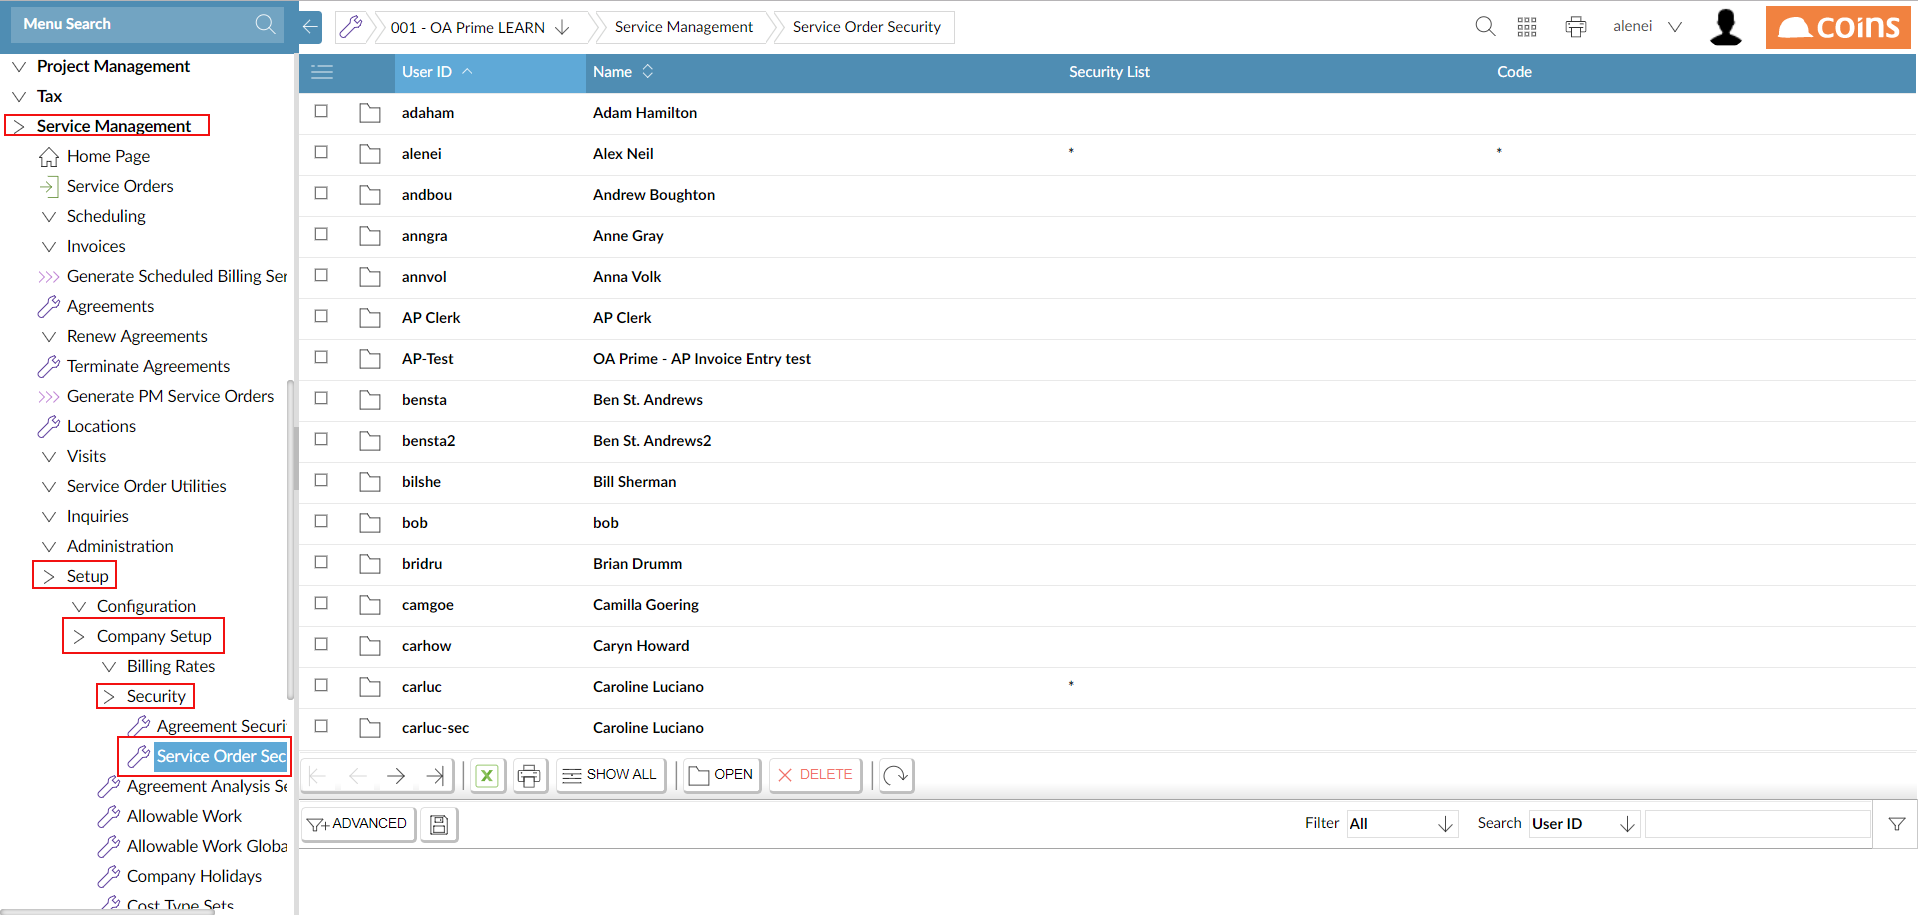 Menu Search
001 - OA Prime LEARN
Service Management
Service Order Security
alenei
coins
Project Management
Tax
Service Management
Home Page
Service Orders
Scheduling
Invoices
Generate Scheduled Billing Ser
Agreements
Renew Agreements
Terminate Agreements
Generate PM Service Orders
Locations
Visits
Service Order Utilities
Inquiries
Administration
Setup
Configuration
Company Setup
Billing Rates
Security
Agreement Securi
Service Order Sec
Agreement Analysis Se
Allowable Work
Allowable Work Globa
Company Holidays
Cost Type Sets
User ID Name Security List Code
adaham Adam Hamilton
alenei Alex Neil * *
andbou Andrew Boughton
anngra Anne Gray
annvol Anna Volk
AP Clerk AP Clerk
AP-Test OA Prime - AP Invoice Entry test
bensta Ben St. Andrews
bensta2 Ben St. Andrews2
bilshe Bill Sherman
bob bob
bridru Brian Drumm
camgoe Camilla Goering
carhow Caryn Howard
carluc Caroline Luciano *
carluc-sec Caroline Luciano
SHOW ALL OPEN DELETE
ADVANCED Filter All Search User ID